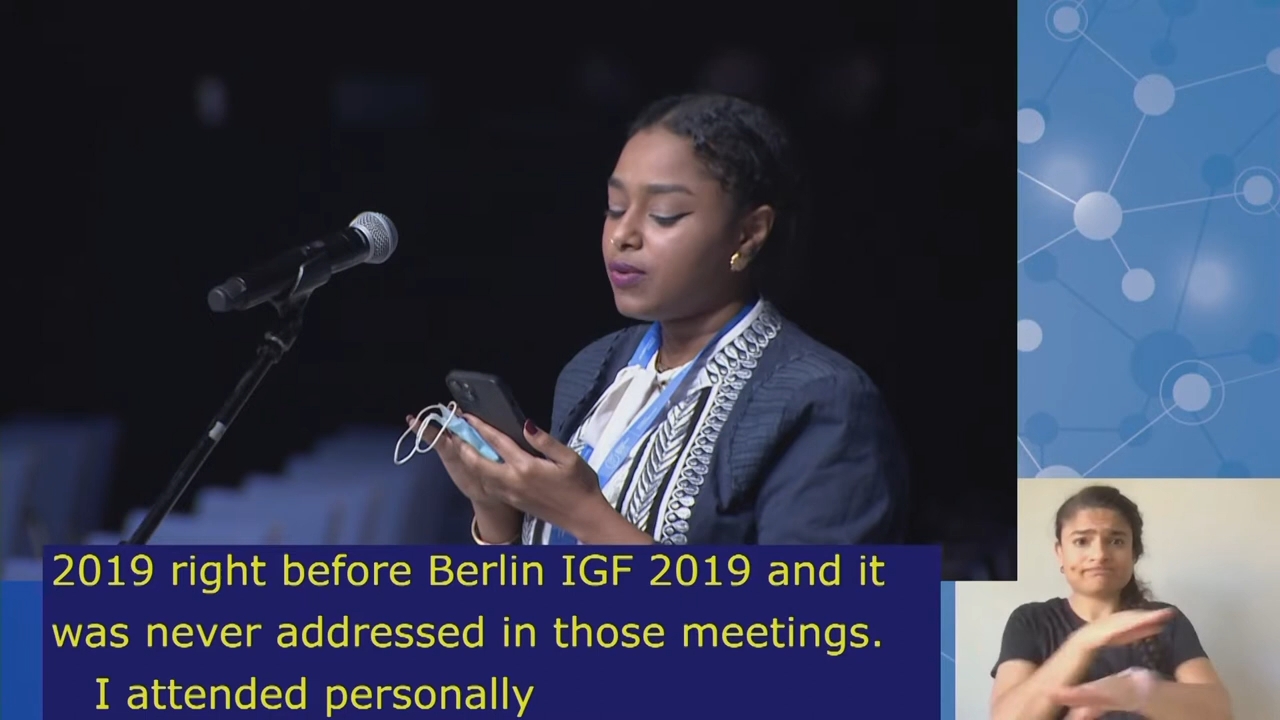 2019 right before Berlin IGF 2019 and it
was never addressed in those meetings.
I attended personally